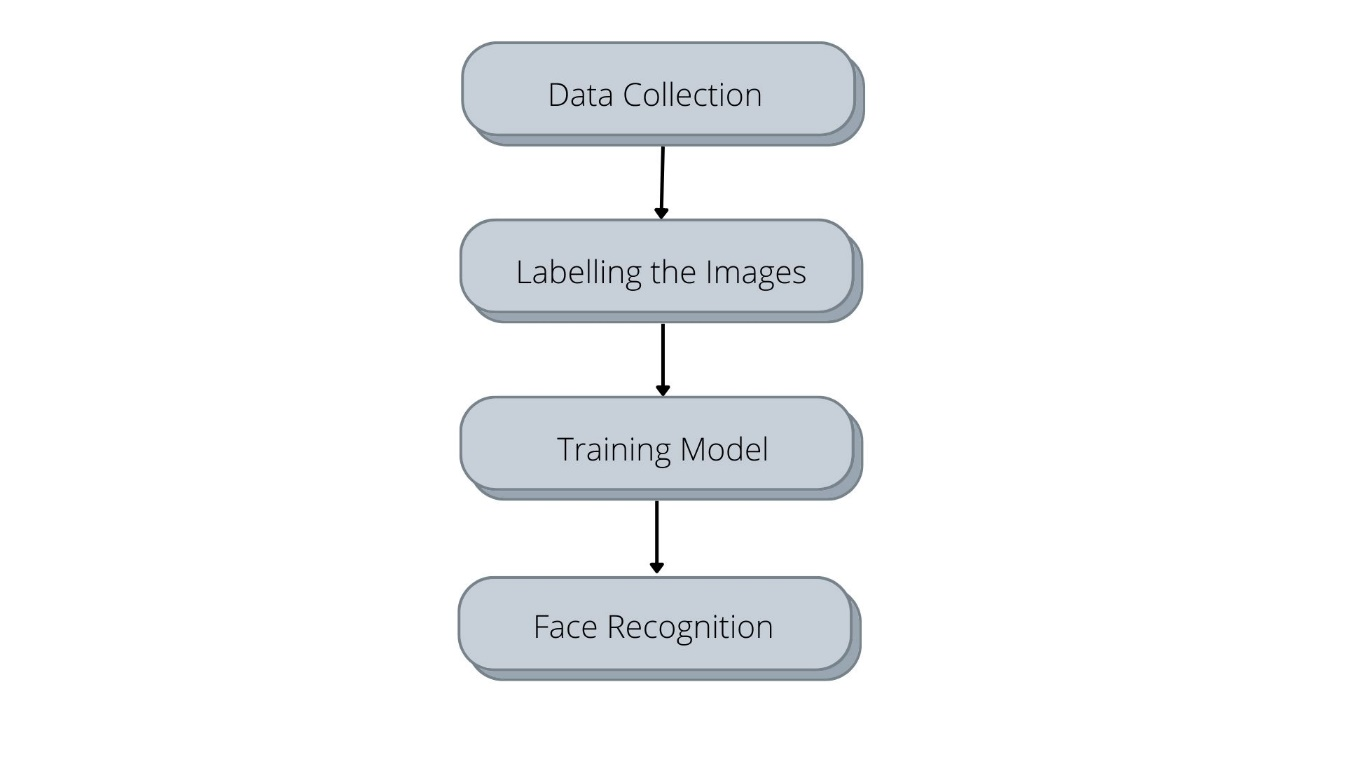 Data Collection
Labelling the Images
Training Model
Face Recognition